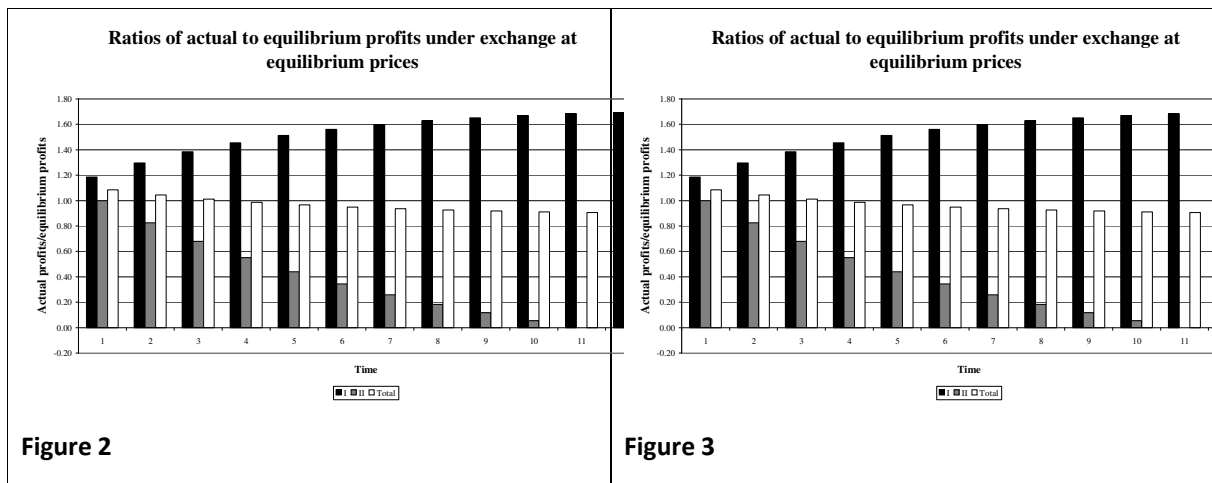 Ratios of actual to equilibrium profits under exchange at
equilibrium prices
Actual profits/equilibrium profits
1.80
1.60
1.40
1.20
1.00
0.80
0.60
0.40
0.20
0.00
-0.20
1 2 3 4 5 6 7 8 9 10 11
Time
I II Total
Figure 2
Ratios of actual to equilibrium profits under exchange at
equilibrium prices
Actual profits/equilibrium profits
1.80
1.60
1.40
1.20
1.00
0.80
0.60
0.40
0.20
0.00
-0.20
1 2 3 4 5 6 7 8 9 10 11
Time
I II Total
Figure 3